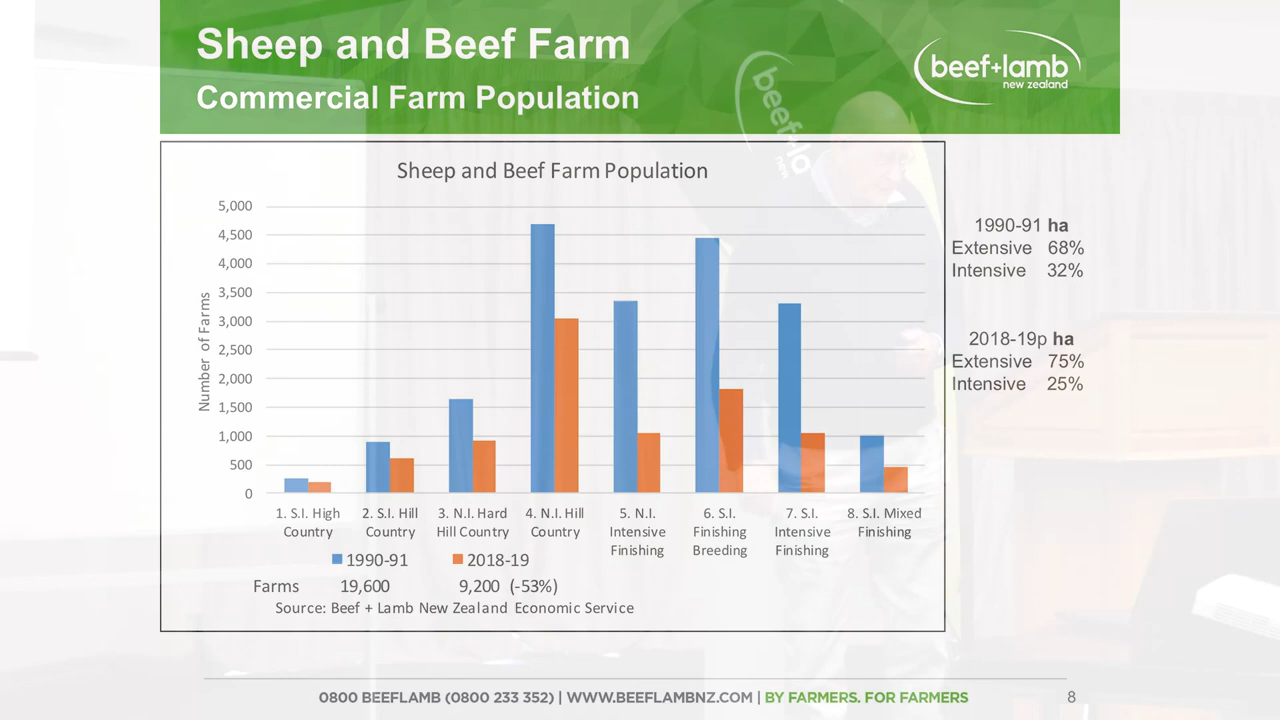 Sheep and Beef Farm
Commercial Farm Population
beef+lamb
new zealand
beef+lo
Sheep and Beef Farm Population
Number of Farms
5,000
4,500
4,000
3,500
3,000
2,500
2,000
1,500
1,000
500
0
1. S.I. High
Country
2. S.I. Hill
Country
3. N.I. Hard
Hill Country
4. N.I. Hill
Country
5. N.I.
Intensive
Finishing
6. S.I.
Finishing
Breeding
7. S.I.
Intensive
Finishing
8. S.I. Mixed
Finishing
1990-91 2018-19
Farms 19,600 9,200 (-53%)
Source: Beef + Lamb New Zealand Economic Service
1990-91 ha
Extensive 68%
Intensive 32%
2018-19p ha
Extensive 75%
Intensive 25%
0800 BEEFLAMB (0800 233 352) | WWW.BEEFLAMBNZ.COM | BY FARMERS. FOR FARMERS
8